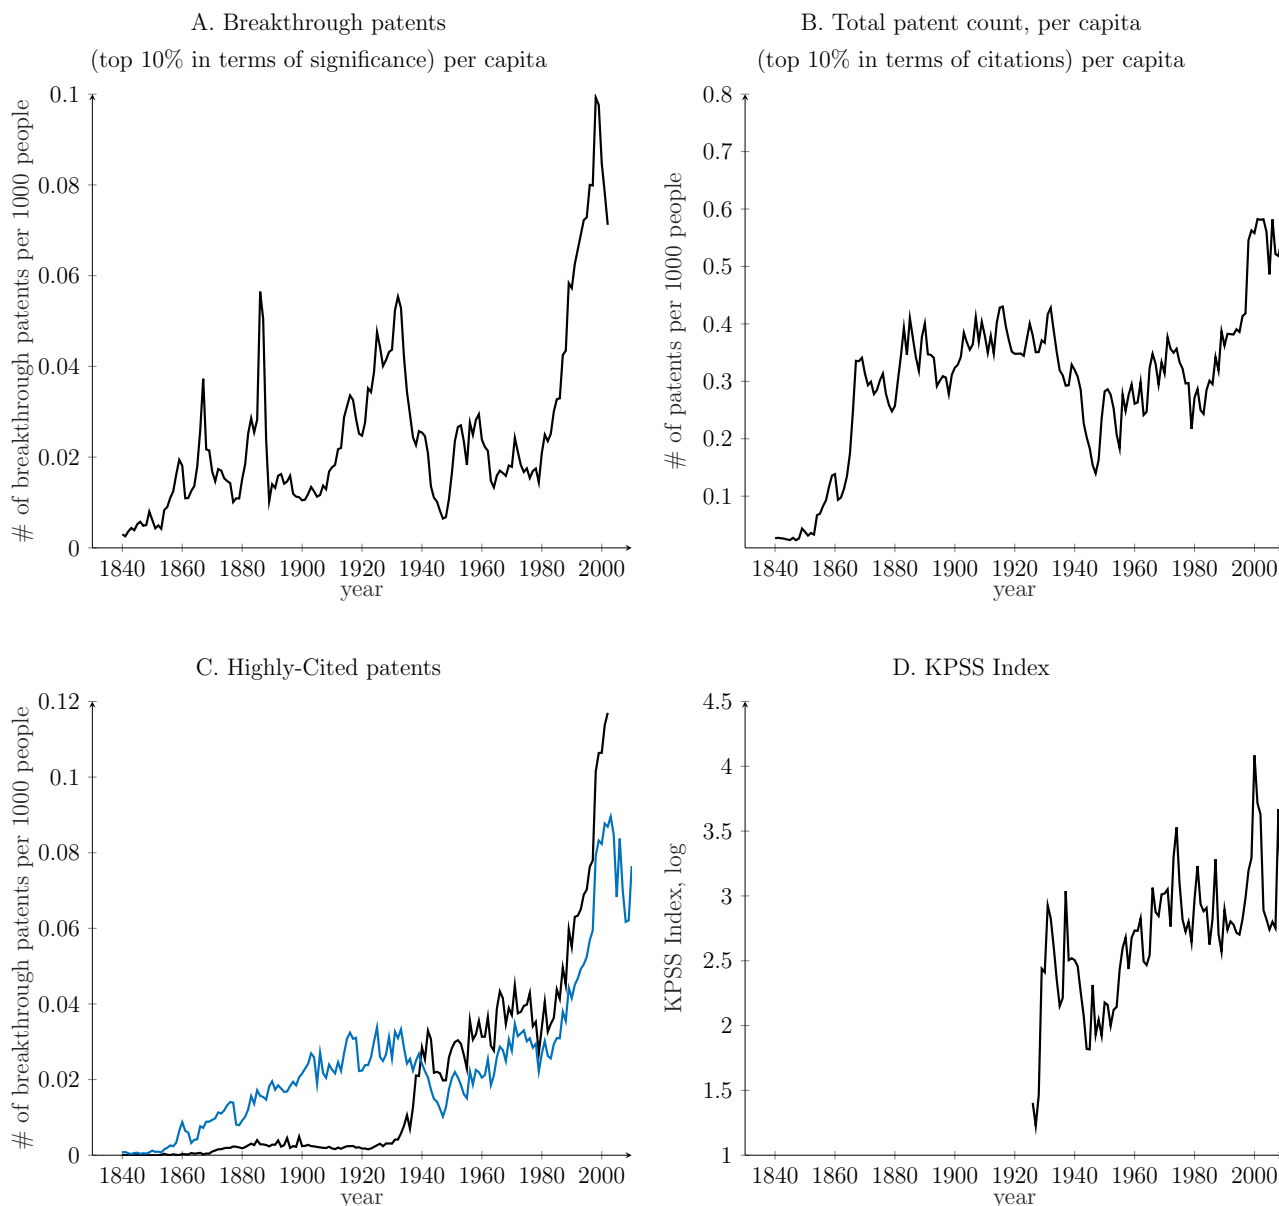 A. Breakthrough patents
(top 10% in terms of significance) per capita
# of breakthrough patents per 1000 people
0.1
0.08
0.06
0.04
0.02
0
1840 1860 1880 1900 1920 1940 1960 1980 2000
year
B. Total patent count, per capita
(top 10% in terms of citations) per capita
# of patents per 1000 people
0.8
0.7
0.6
0.5
0.4
0.3
0.2
0.1
1840 1860 1880 1900 1920 1940 1960 1980 2000
year
C. Highly-Cited patents
# of breakthrough patents per 1000 people
0.12
0.1
0.08
0.06
0.04
0.02
0
1840 1860 1880 1900 1920 1940 1960 1980 2000
year
D. KPSS Index
KPSS Index, log
4.5
4
3.5
3
2.5
2
1.5
1
1840 1860 1880 1900 1920 1940 1960 1980 2000
year